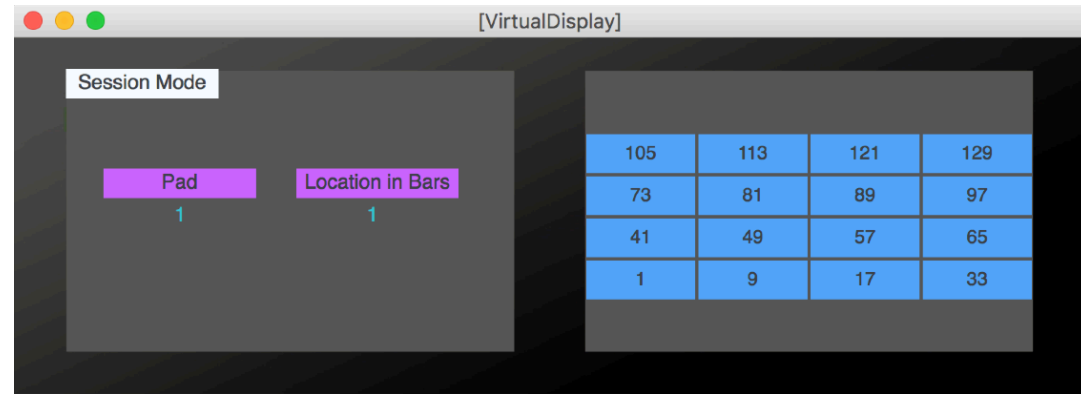 [VirtualDisplay]
Session Mode
Pad Location in Bars
1 1
105 113 121 129
73 81 89 97
41 49 57 65
1 9 17 33